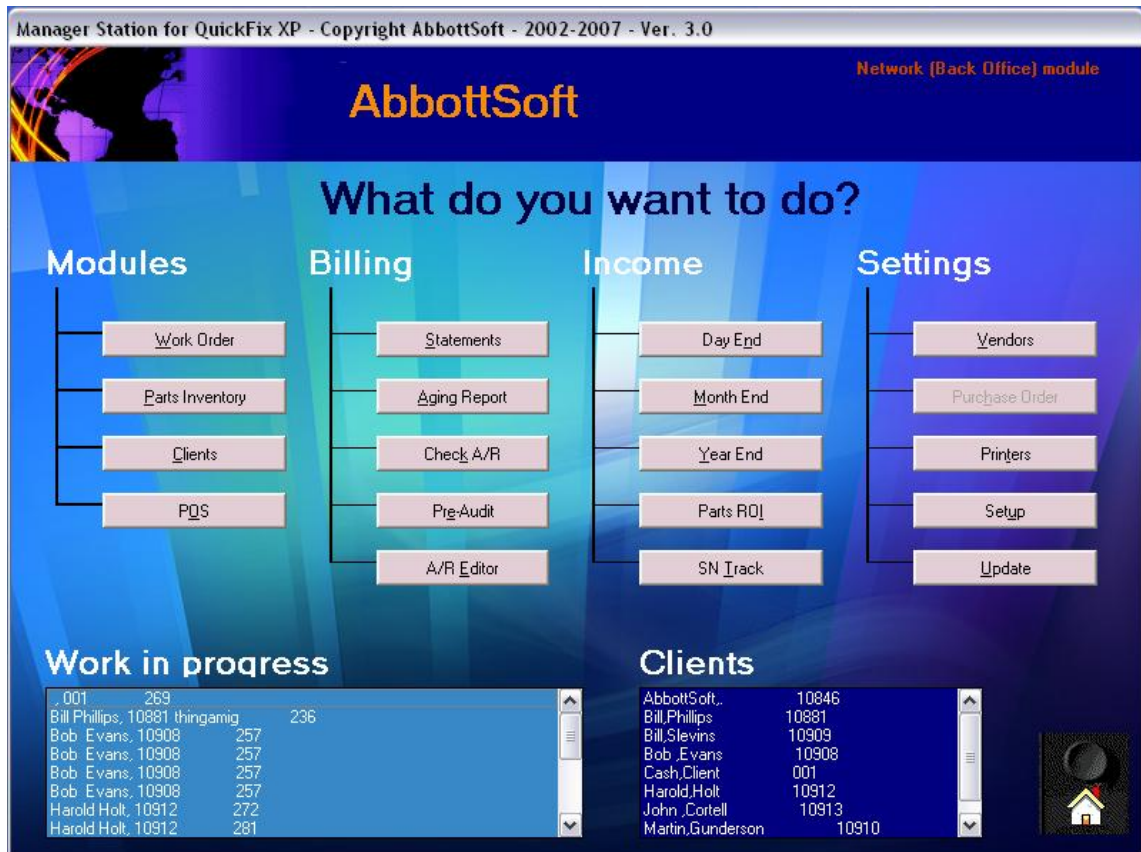 Manager Station for QuickFix XP - Copyright AbbottSoft - 2002-2007 - Ver. 3.0
AbbottSoft
Network (Back Office) module
What do you want to do?
Modules
Work Order
Parts Inventory
Clients
POS
Billing
Statements
Aging Report
Check A/R
Pre-Audit
A/R Editor
Income
Day End
Month End
Year End
Parts ROI
SN Track
Settings
Vendors
Purchase Order
Printers
Setup
Update
Work in progress
, 001 269
Bill Phillips, 10881 thingamig 236
Bob Evans, 10908 257
Bob Evans, 10908 257
Bob Evans, 10908 257
Bob Evans, 10908 257
Harold Holt, 10912 272
Harold Holt, 10912 281
Clients
AbbottSoft,. 10846
Bill,Phillips 10881
Bill,Slevins 10909
Bob ,Evans 10908
Cash,Client 001
Harold,Holt 10912
John ,Cortell 10913
Martin,Gunderson 10910